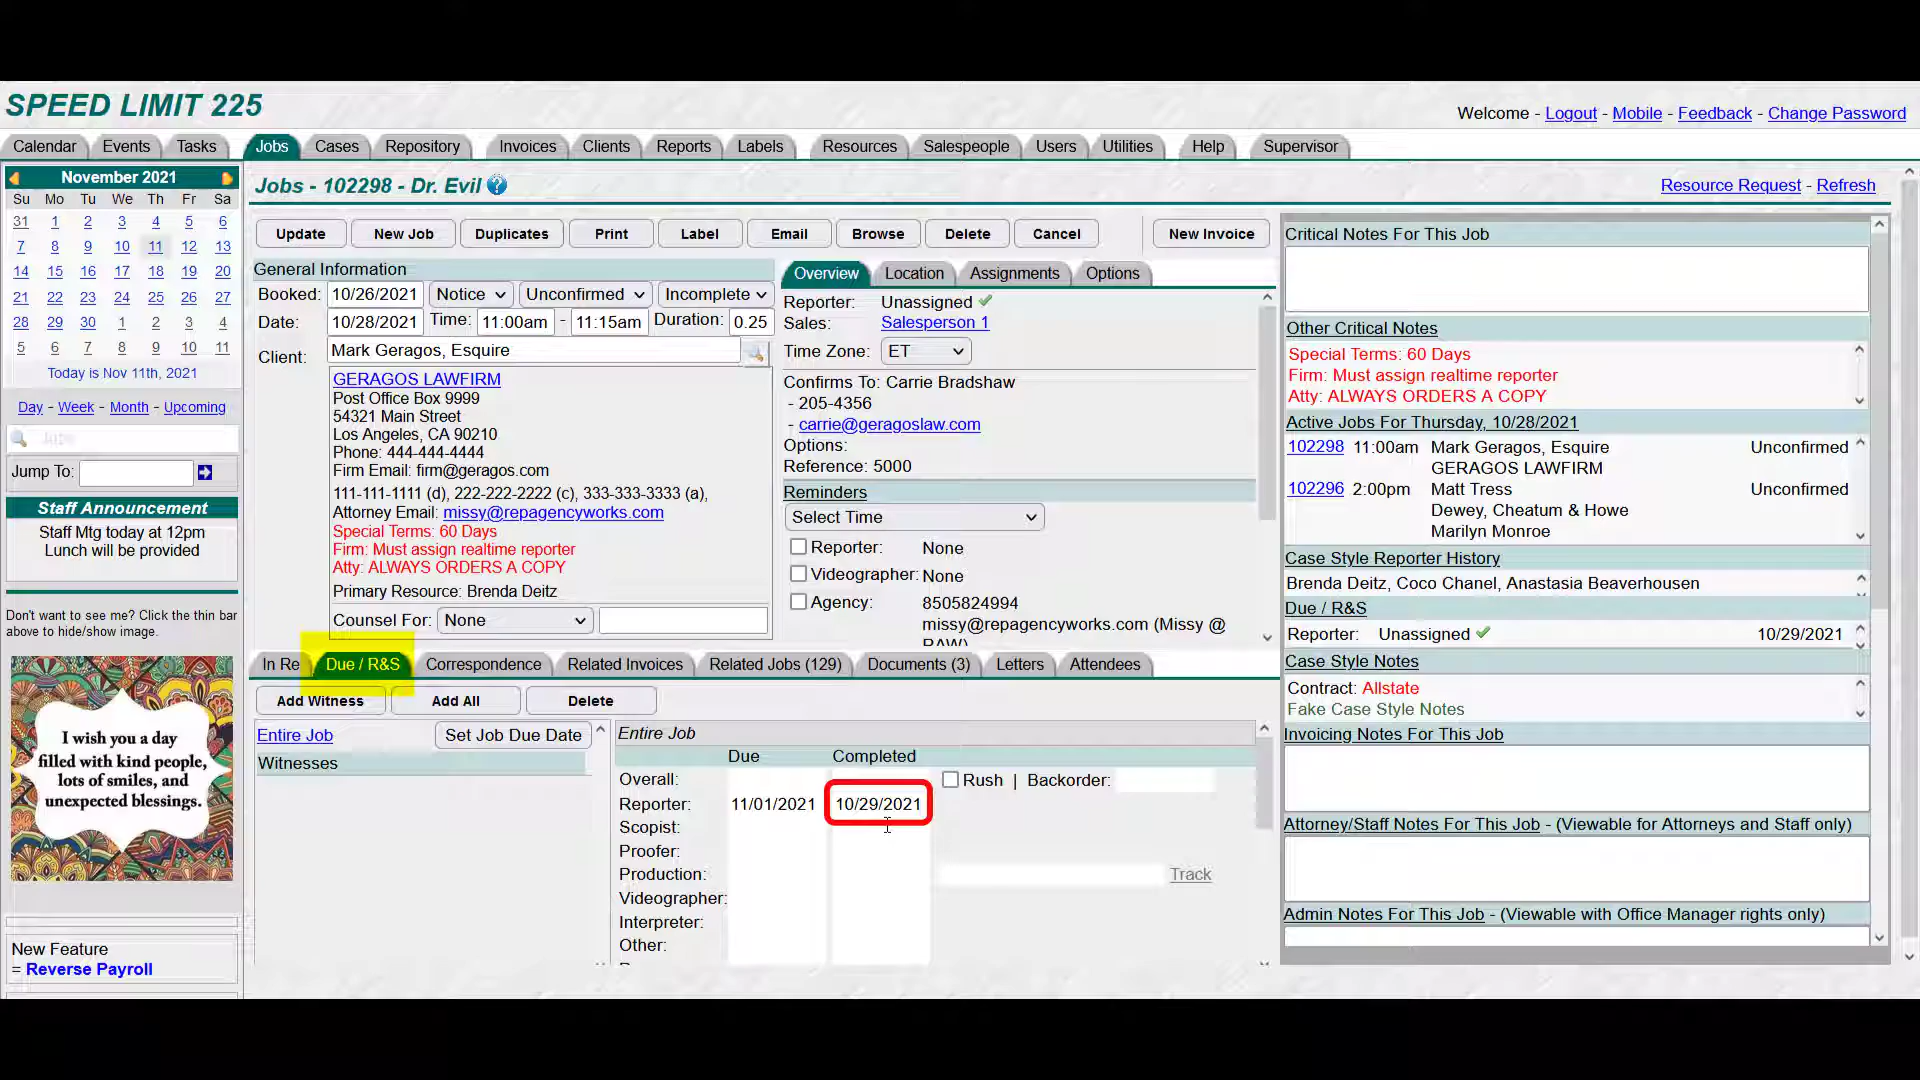 SPEED LIMIT 225
Welcome - Logout - Mobile - Feedback - Change Password
Calendar Events Tasks Jobs Cases Repository Invoices Clients Reports Labels Resources Salespeople Users Utilities Help Supervisor
November 2021
Su Mo Tu We Th Fr Sa
31 1 2 3 4 5 6
7 8 9 10 11 12 13
14 15 16 17 18 19 20
21 22 23 24 25 26 27
28 29 30 1 2 3 4
5 6 7 8 9 10 11
Today is Nov 11th, 2021
Day - Week - Month - Upcoming
Jobs
Jump To:
Staff Announcement
Staff Mtg today at 12pm
Lunch will be provided
Don't want to see me? Click the thin bar
above to hide/show image.
I wish you a day
filled with kind people,
lots of smiles, and
unexpected blessings.
New Feature
= Reverse Payroll
Jobs - 102298 - Dr. Evil
Resource Request - Refresh
Update New Job Duplicates Print Label Email Browse Delete Cancel New Invoice
General Information
Booked: 10/26/2021 Notice Unconfirmed Incomplete
Date: 10/28/2021 Time: 11:00am - 11:15am Duration: 0.25
Client: Mark Geragos, Esquire
GERAGOS LAWFIRM
Post Office Box 9999
54321 Main Street
Los Angeles, CA 90210
Phone: 444-444-4444
Firm Email: firm@geragos.com
111-111-1111 (d), 222-222-2222 (c), 333-333-3333 (a),
Attorney Email: missy@repagencyworks.com
Special Terms: 60 Days
Firm: Must assign realtime reporter
Atty: ALWAYS ORDERS A COPY
Primary Resource: Brenda Deitz
Counsel For: None
Overview Location Assignments Options
Reporter: Unassigned
Sales: Salesperson 1
Time Zone: ET
Confirms To: Carrie Bradshaw
- 205-4356
- carrie@geragoslaw.com
Options:
Reference: 5000
Reminders
Select Time
Reporter: None
Videographer: None
Agency: 8505824994
missy@repagencyworks.com (Missy @
RAW)
In Re Due / R&S Correspondence Related Invoices Related Jobs (129) Documents (3) Letters Attendees
Add Witness Add All Delete
Entire Job Set Job Due Date
Witnesses
Entire Job
Due Completed
Overall: Rush | Backorder:
Reporter: 11/01/2021 10/29/2021
Scopist:
Proofer:
Production: Track
Videographer:
Interpreter:
Other:
Critical Notes For This Job
Other Critical Notes
Special Terms: 60 Days
Firm: Must assign realtime reporter
Atty: ALWAYS ORDERS A COPY
Active Jobs For Thursday, 10/28/2021
102298 11:00am Mark Geragos, Esquire Unconfirmed
GERAGOS LAWFIRM
102296 2:00pm Matt Tress Unconfirmed
Dewey, Cheatum & Howe
Marilyn Monroe
Case Style Reporter History
Brenda Deitz, Coco Chanel, Anastasia Beaverhousen
Due / R&S
Reporter: Unassigned 10/29/2021
Case Style Notes
Contract: Allstate
Fake Case Style Notes
Invoicing Notes For This Job
Attorney/Staff Notes For This Job - (Viewable for Attorneys and Staff only)
Admin Notes For This Job - (Viewable with Office Manager rights only)